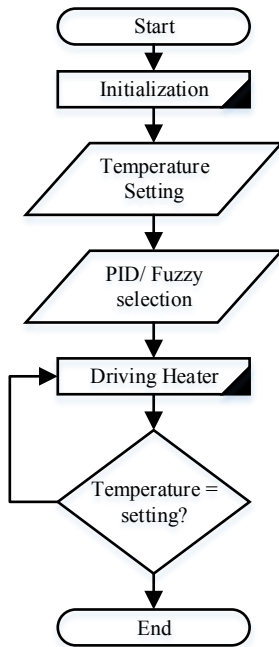 Start
Initialization
Temperature
Setting
PID/ Fuzzy
selection
Driving Heater
Temperature =
setting?
End